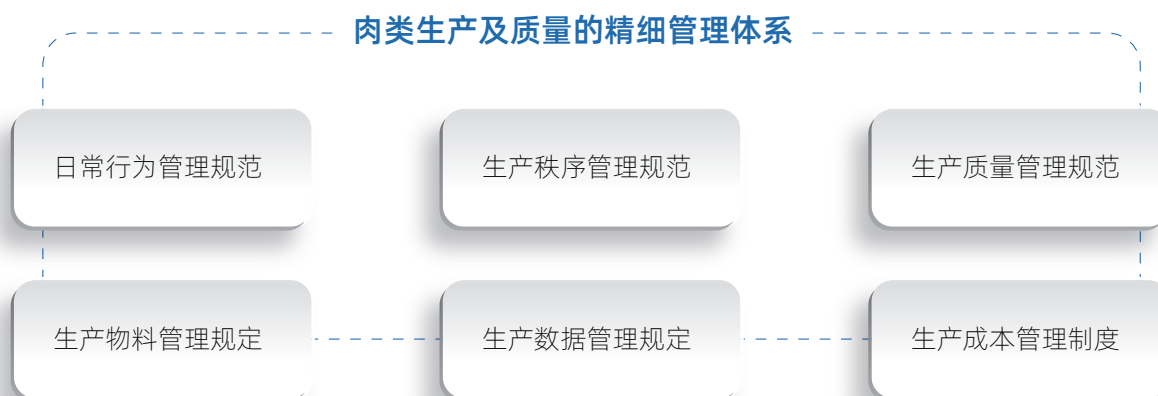 肉类生产及质量的精细管理体系
日常行为管理规范
生产秩序管理规范
生产质量管理规范
生产物料管理规定
生产数据管理规定
生产成本管理制度